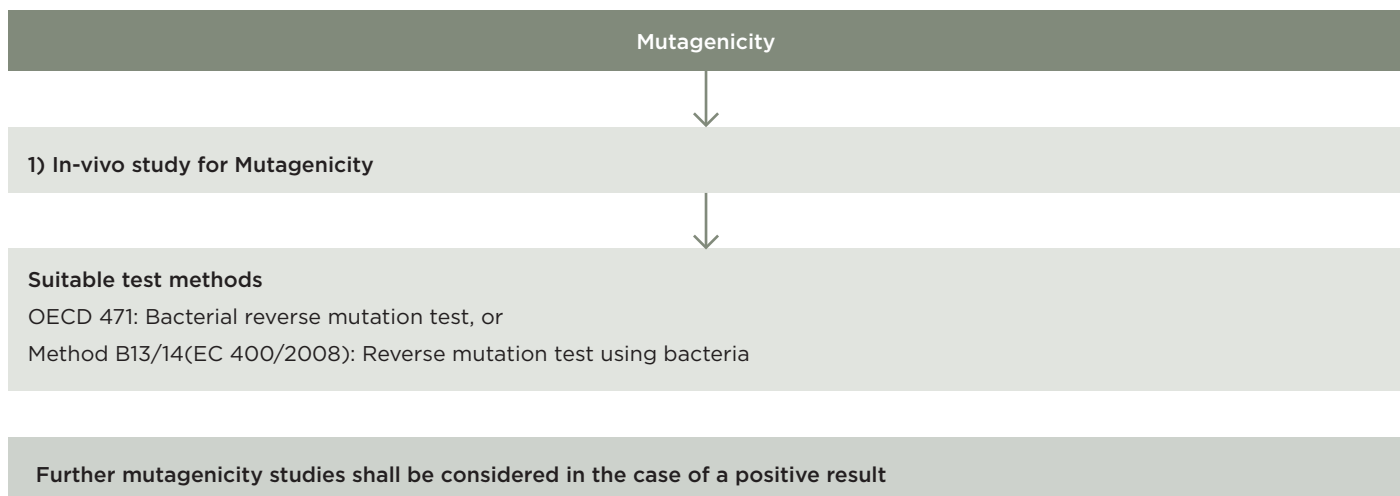 Mutagenicity
1) In-vivo study for Mutagenicity
Suitable test methods
OECD 471: Bacterial reverse mutation test, or
Method B13/14(EC 400/2008): Reverse mutation test using bacteria
Further mutagenicity studies shall be considered in the case of a positive result